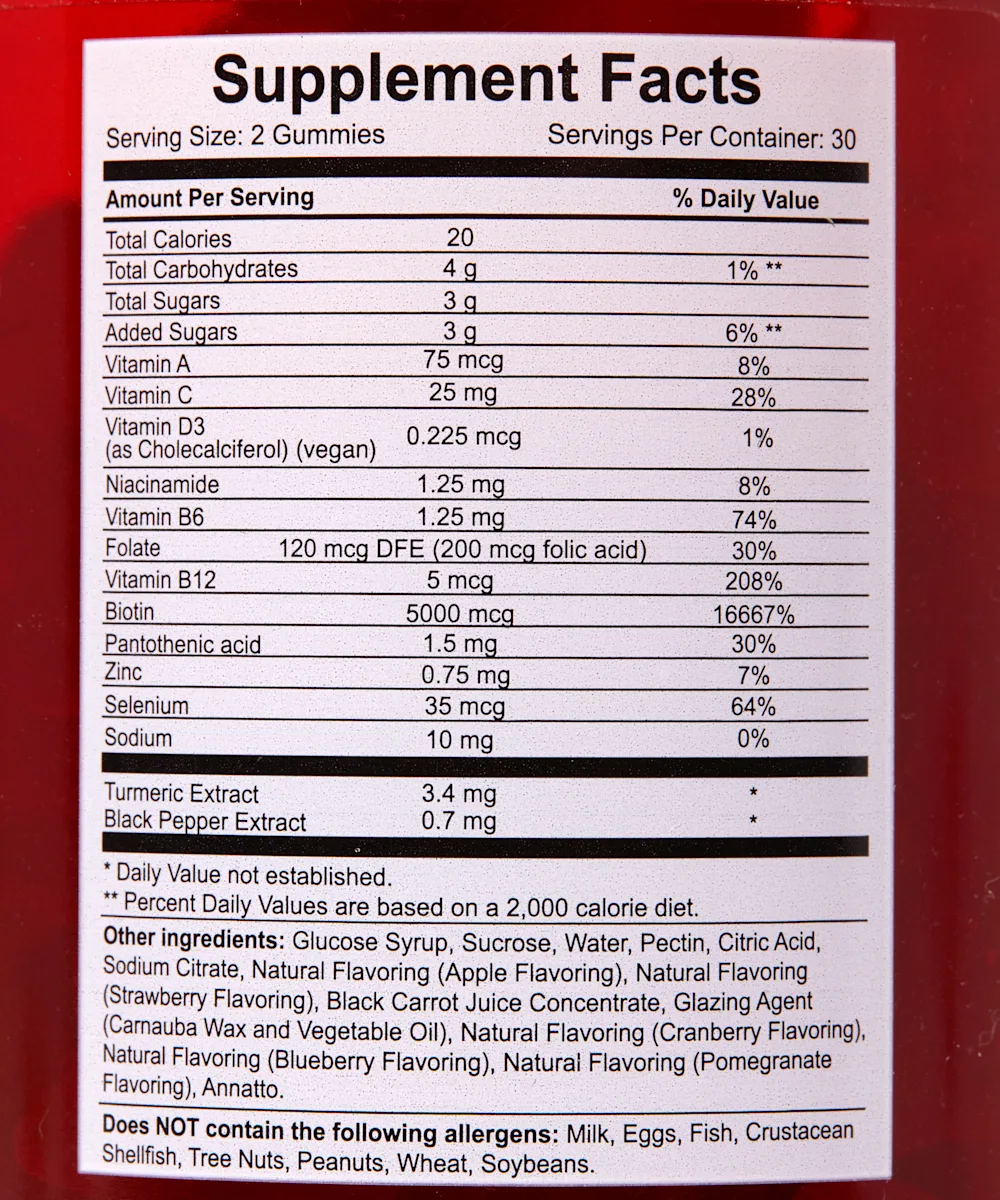 Supplement Facts
Serving Size: 2 Gummies Servings Per Container: 30
Amount Per Serving % Daily Value
Total Calories 20
Total Carbohydrates 4 g 1% **
Total Sugars 3 g
Added Sugars 3 g 6% **
Vitamin A 75 mcg 8%
Vitamin C 25 mg 28%
Vitamin D3
(as Cholecalciferol) (vegan) 0.225 mcg 1%
Niacinamide 1.25 mg 8%
Vitamin B6 1.25 mg 74%
Folate 120 mcg DFE (200 mcg folic acid) 30%
Vitamin B12 5 mcg 208%
Biotin 5000 mcg 16667%
Pantothenic acid 1.5 mg 30%
Zinc 0.75 mg 7%
Selenium 35 mcg 64%
Sodium 10 mg 0%
Turmeric Extract 3.4 mg *
Black Pepper Extract 0.7 mg *
* Daily Value not established.
** Percent Daily Values are based on a 2,000 calorie diet.
Other ingredients: Glucose Syrup, Sucrose, Water, Pectin, Citric Acid,
Sodium Citrate, Natural Flavoring (Apple Flavoring), Natural Flavoring
(Strawberry Flavoring), Black Carrot Juice Concentrate, Glazing Agent
(Carnauba Wax and Vegetable Oil), Natural Flavoring (Cranberry Flavoring),
Natural Flavoring (Blueberry Flavoring), Natural Flavoring (Pomegranate
Flavoring), Annatto.
Does NOT contain the following allergens: Milk, Eggs, Fish, Crustacean
Shellfish, Tree Nuts, Peanuts, Wheat, Soybeans.